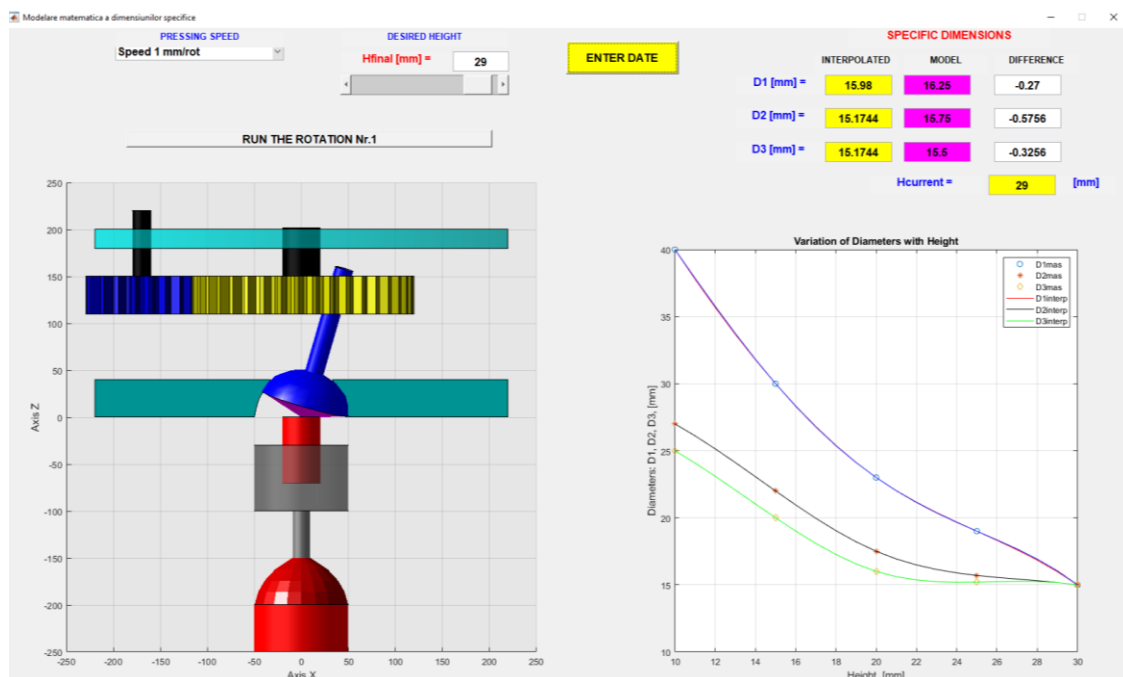 Modelare matematica a dimensiunilor specifice
PRESSING SPEED
Speed 1 mm/rot
DESIRED HEIGHT
Hfinal [mm] = 29
ENTER DATE
RUN THE ROTATION Nr.1
SPECIFIC DIMENSIONS
INTERPOLATED MODEL DIFFERENCE
D1 [mm] = 15.98 16.25 -0.27
D2 [mm] = 15.1744 15.75 -0.5756
D3 [mm] = 15.1744 15.5 -0.3256
Hcurrent = 29 [mm]
250
200
150
100
50
0
-50
-100
-150
-200
-250
Axis Z
-250 -200 -150 -100 -50 0 50 100 150 200 250
Axis X
Variation of Diameters with Height
D1mas
D2mas
D3mas
D1interp
D2interp
D3interp
40
35
30
25
20
15
10
Diameters: D1, D2, D3, [mm]
10 12 14 16 18 20 22 24 26 28 30
Height, [mm]